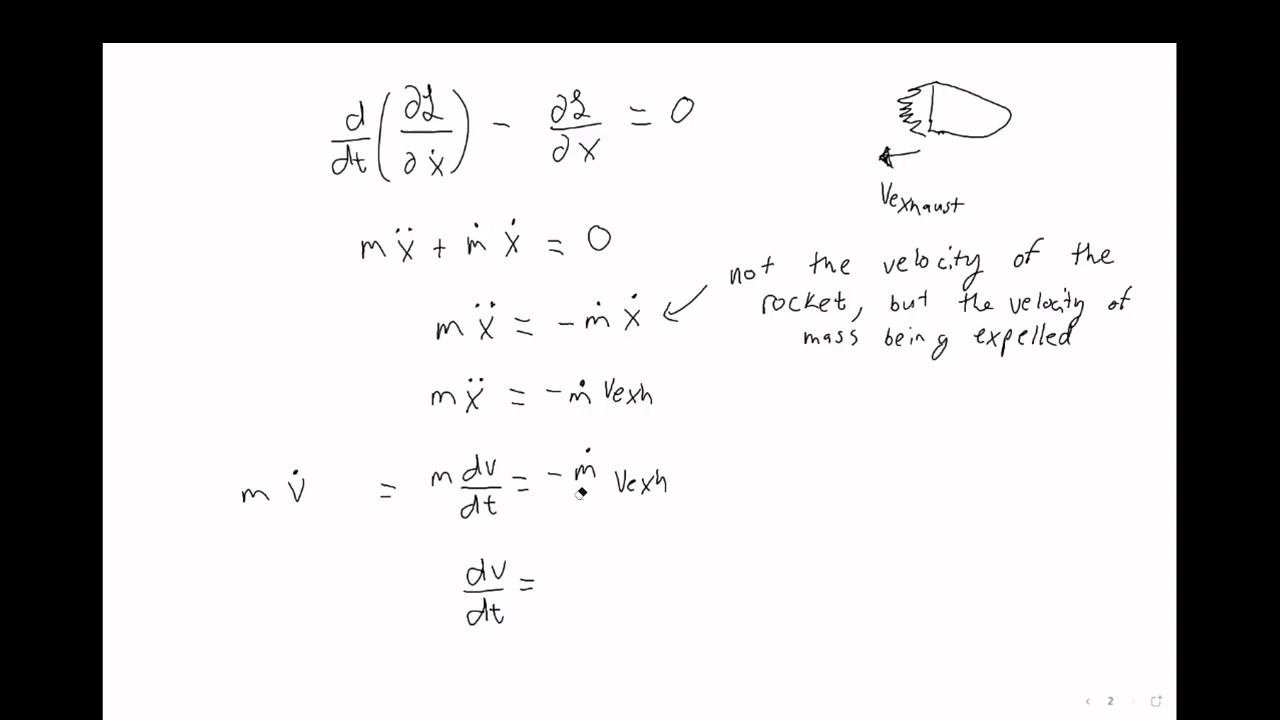 d/dt (∂ℒ/∂ẋ) - ∂ℒ/∂x = 0
Vexhaust
mẍ + ṁẋ = 0
not the velocity of the
rocket, but the velocity of
mass being expelled
mẍ = -ṁẋ
mẍ = -ṁ Vexh
m v̇ = m dv/dt = -ṁ Vexh
dv/dt =
2